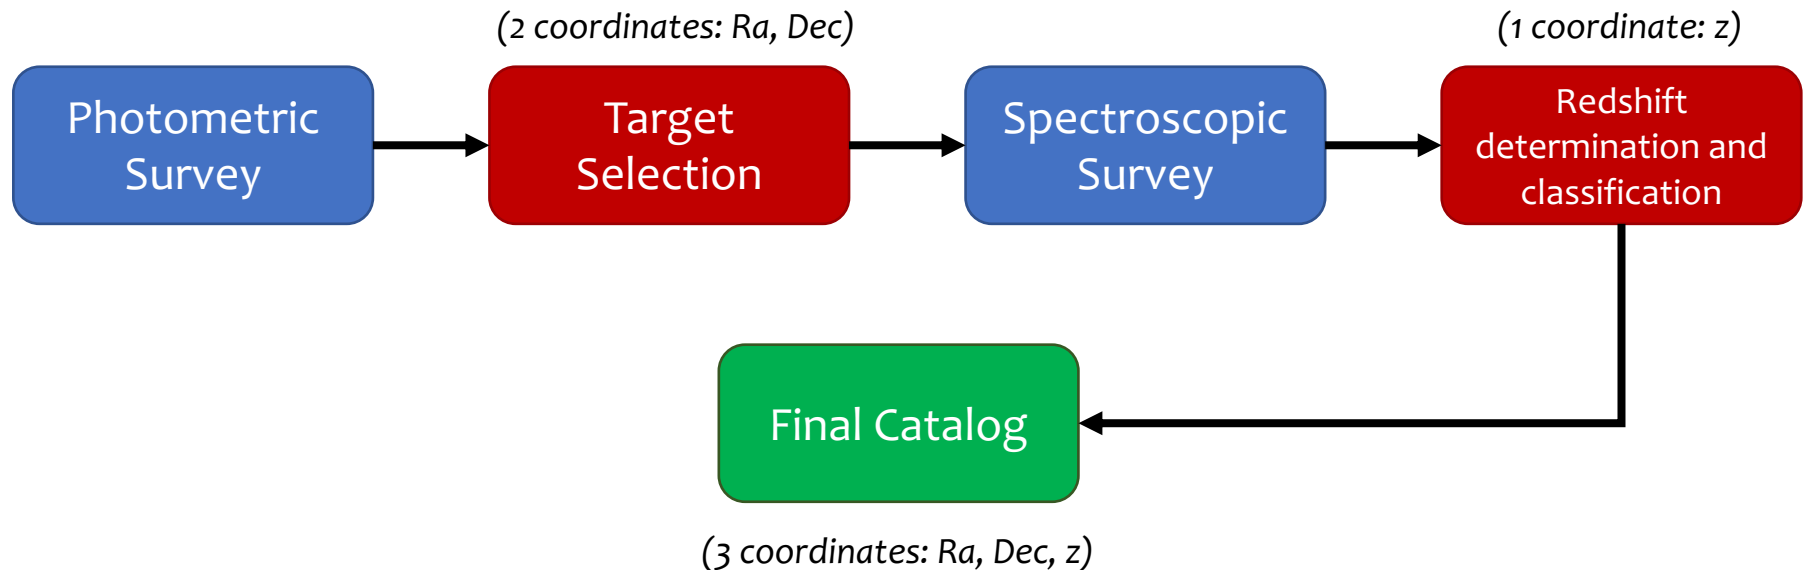 (2 coordinates: Ra, Dec)
(1 coordinate: z)
Photometric
Survey
Target
Selection
Spectroscopic
Survey
Redshift
determination and
classification
Final Catalog
(3 coordinates: Ra, Dec, z)